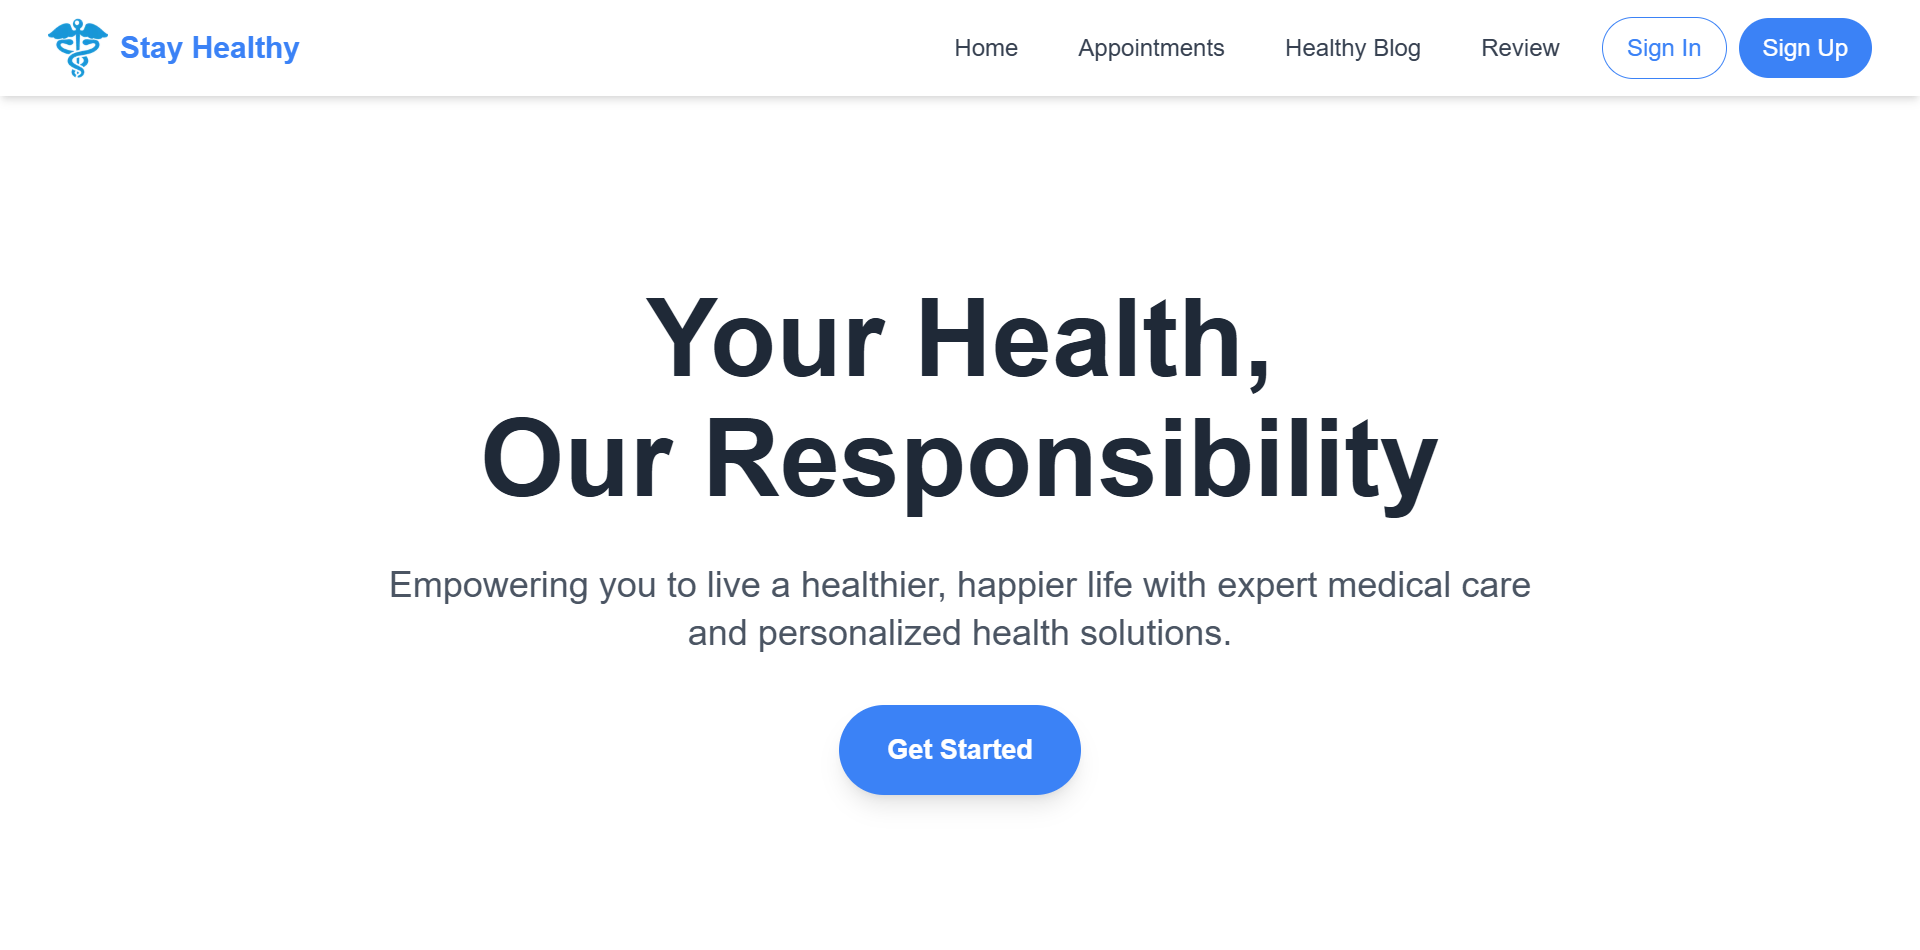 Stay Healthy
Home
Appointments
Healthy Blog
Review
Sign In
Sign Up
Your Health,
Our Responsibility
Empowering you to live a healthier, happier life with expert medical care
and personalized health solutions.
Get Started